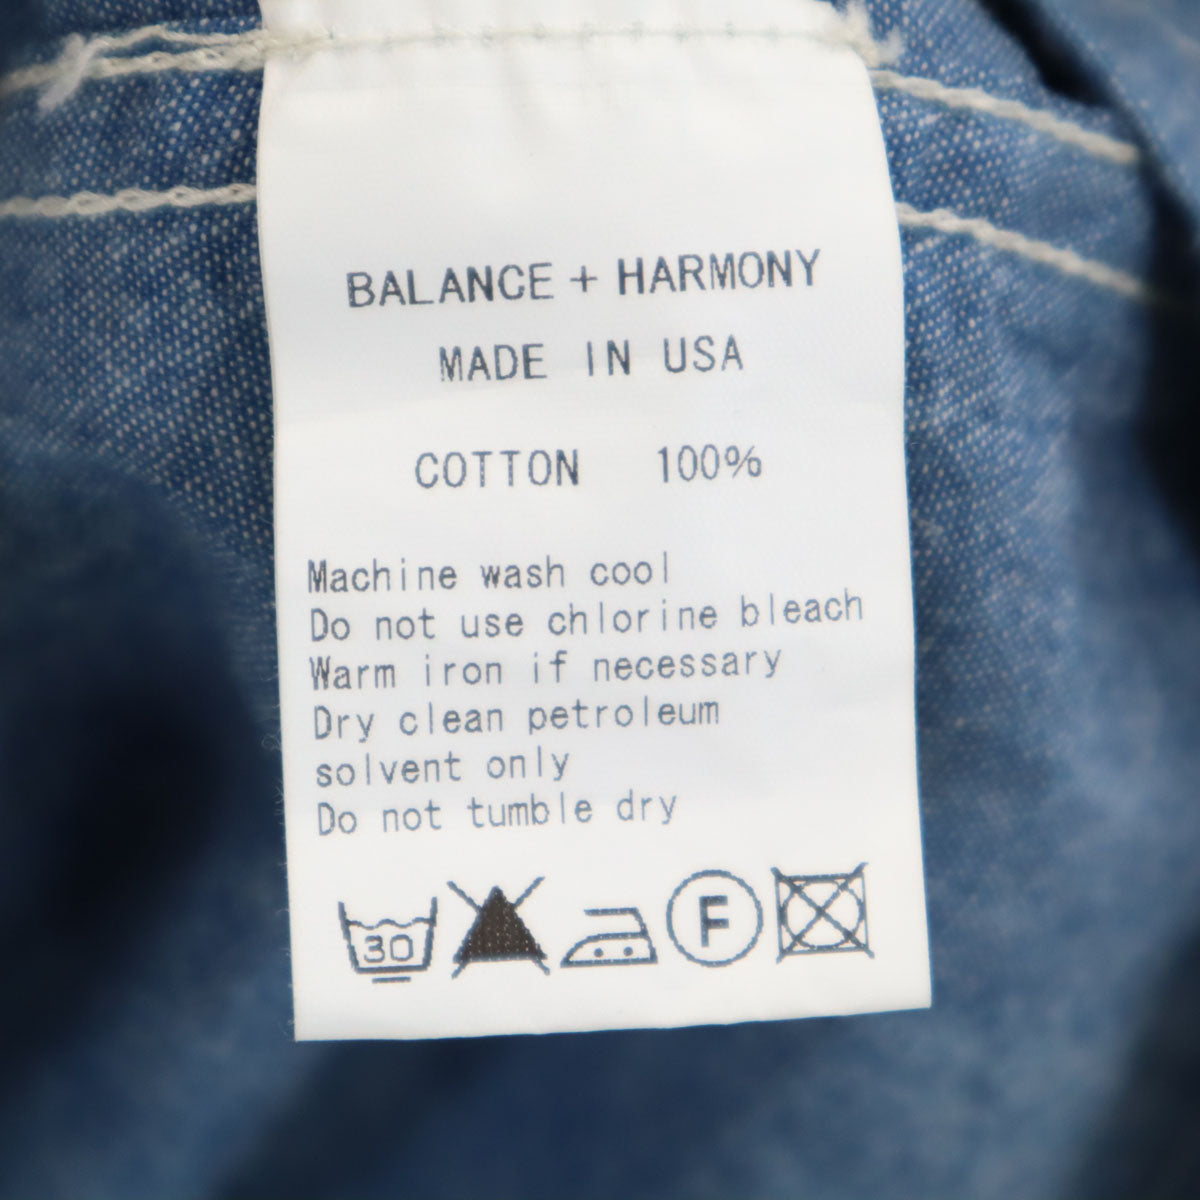 BALANCE + HARMONY
MADE IN USA
COTTON 100%
Machine wash cool
Do not use chlorine bleach
Warm iron if necessary
Dry clean petroleum
solvent only
Do not tumble dry
30 F